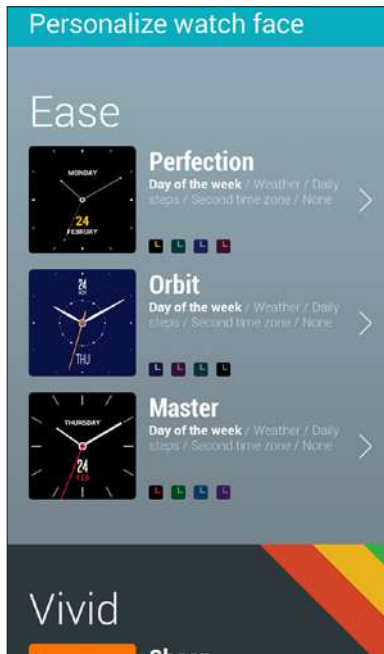 Personalize watch face
Ease
MONDAY
24
FEBRUARY
Perfection
Day of the week / Weather / Daily
steps / Second time zone / None
24
THU
Orbit
Day of the week / Weather / Daily
steps / Second time zone / None
THURSDAY
24
FEB
Master
Day of the week / Weather / Daily
steps / Second time zone / None
Vivid